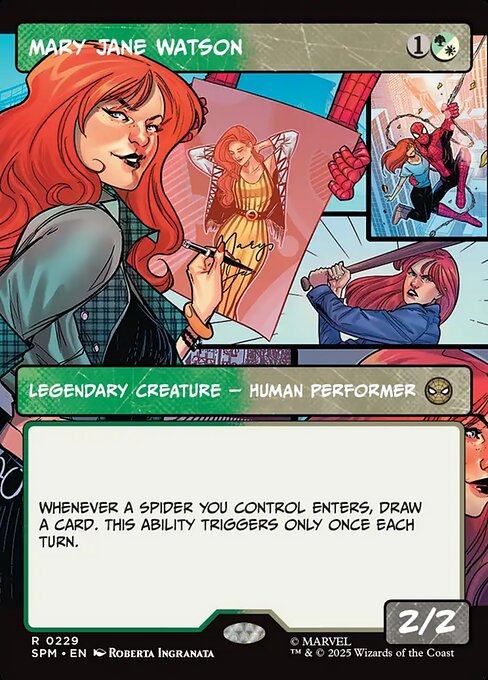 MARY JANE WATSON
1
Mary
LEGENDARY CREATURE – HUMAN PERFORMER
WHENEVER A SPIDER YOU CONTROL ENTERS, DRAW
A CARD. THIS ABILITY TRIGGERS ONLY ONCE EACH
TURN.
2/2
R 0229
SPM • EN ROBERTA INGRANATA
© MARVEL
™ & © 2025 Wizards of the Coast